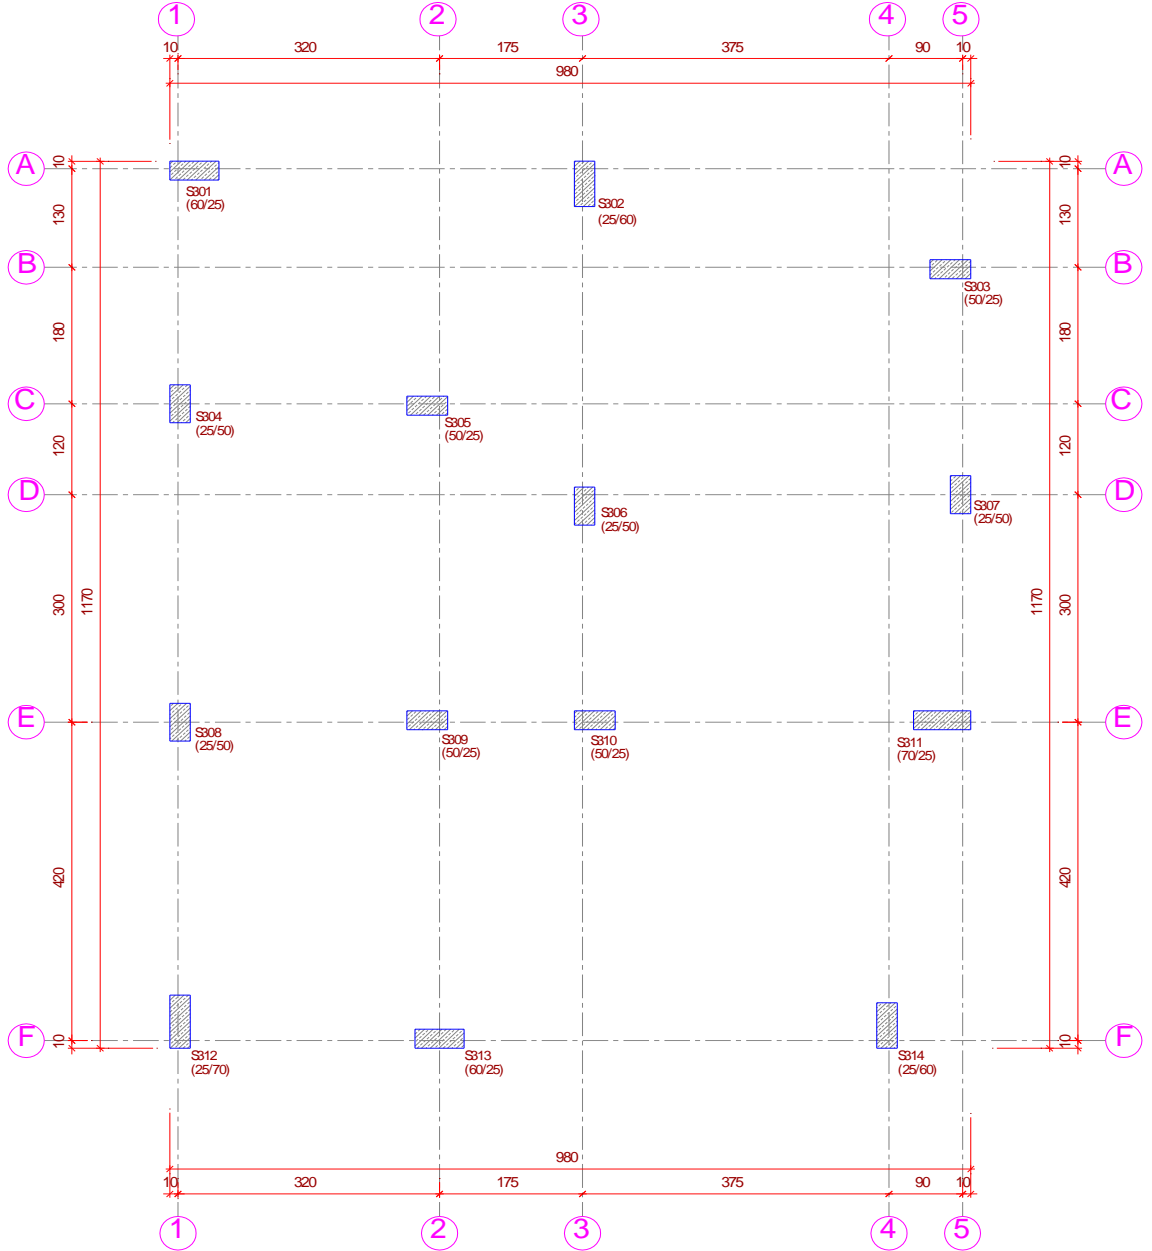 1 2 3 4 5
10 320 175 375 90 10
980
A 10 10 A
S301
(60/25)
S302
(25/60)
130 130
B B
S303
(50/25)
180 180
C C
S304
(25/50)
S305
(50/25)
120 120
D D
S306
(25/50)
S307
(25/50)
300 1170 1170 300
E E
S308
(25/50)
S309
(50/25)
S310
(50/25)
S311
(70/25)
420 420
F 10 10 F
S312
(25/70)
S313
(60/25)
S314
(25/60)
980
10 320 175 375 90 10
1 2 3 4 5